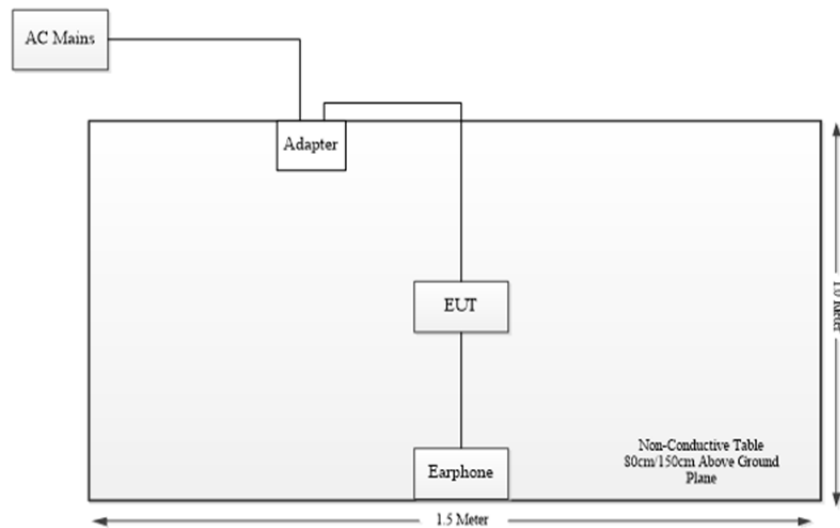 AC Mains
Adapter
EUT
Earphone
Non-Conductive Table
80cm/150cm Above Ground
Plane
1.5 Meter